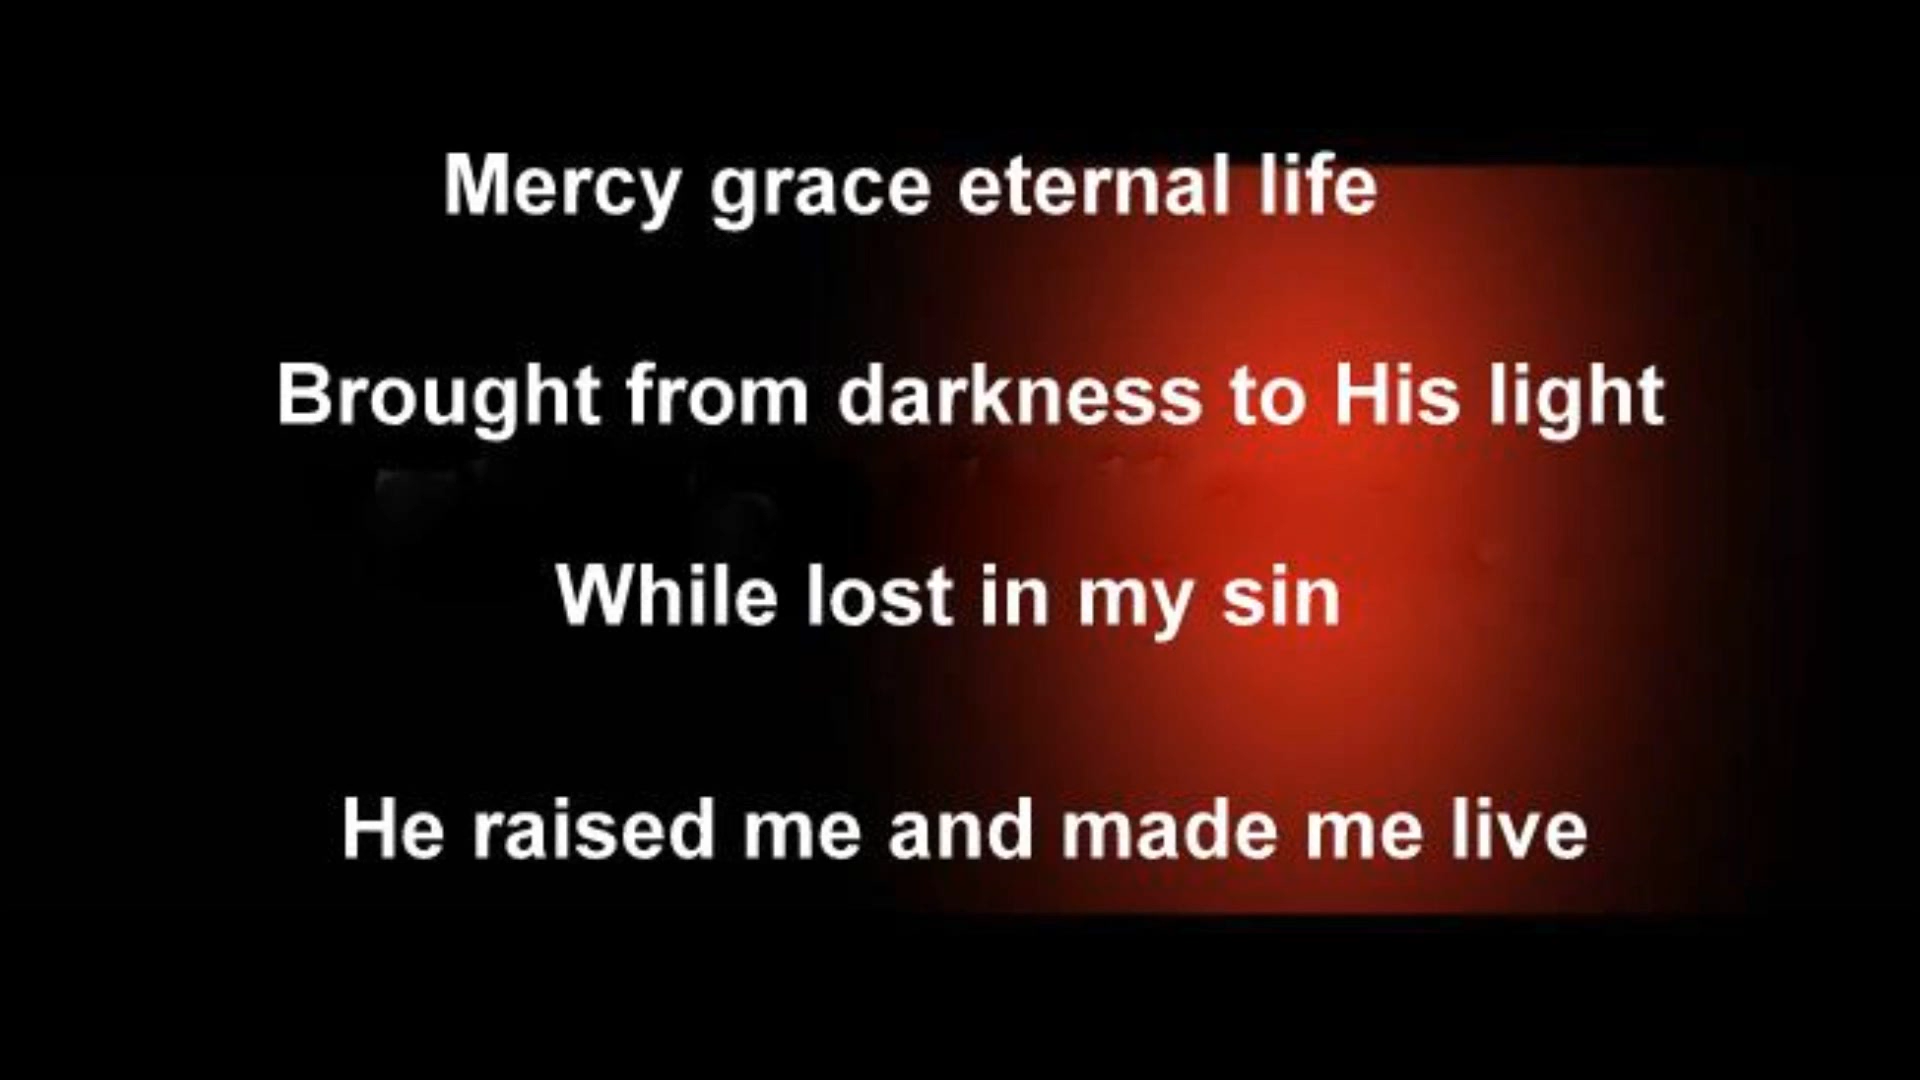 Mercy grace eternal life
Brought from darkness to His light
While lost in my sin
He raised me and made me live